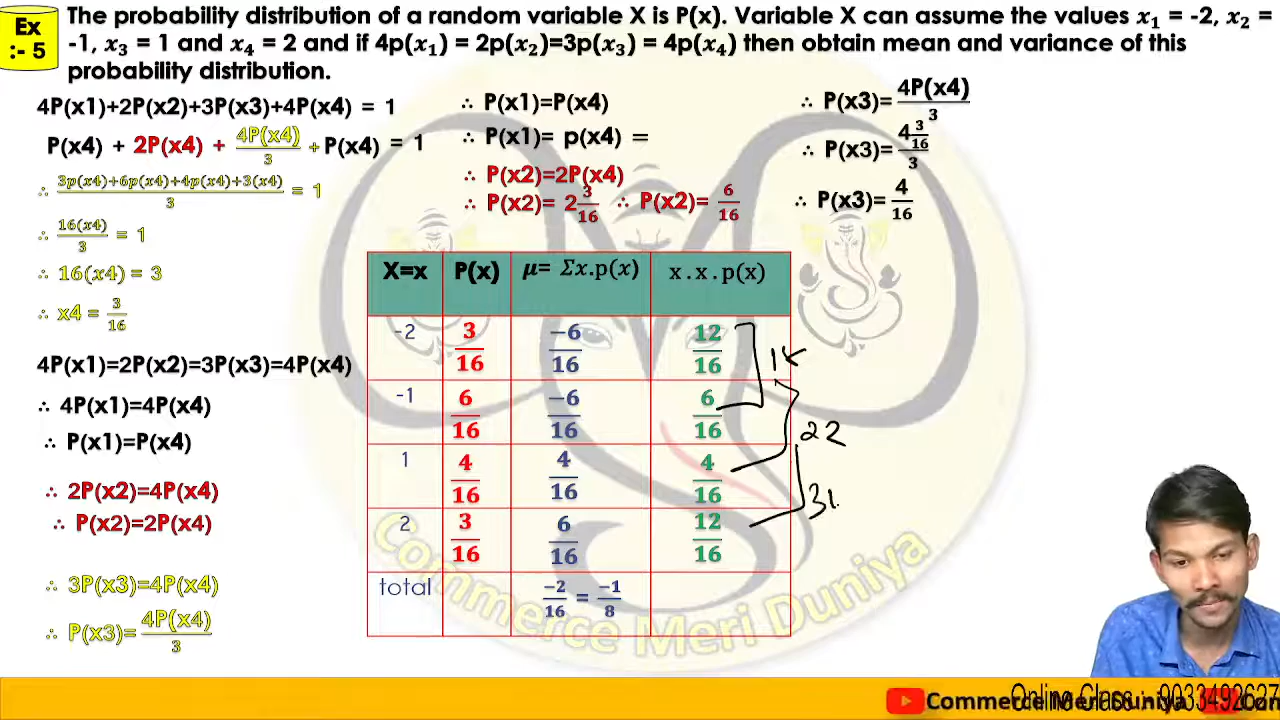 Ex :- 5
The probability distribution of a random variable X is P(x). Variable X can assume the values x₁ = -2, x₂ =
-1, x₃ = 1 and x₄ = 2 and if 4p(x₁) = 2p(x₂)=3p(x₃) = 4p(x₄) then obtain mean and variance of this
probability distribution.
4P(x1)+2P(x2)+3P(x3)+4P(x4) = 1
P(x4) + 2P(x4) + 4P(x4)/3 + P(x4) = 1
∴ 3p(x4)+6p(x4)+4p(x4)+3(x4)/3 = 1
∴ 16(x4)/3 = 1
∴ 16(x4) = 3
∴ x4 = 3/16
4P(x1)=2P(x2)=3P(x3)=4P(x4)
∴ 4P(x1)=4P(x4)
∴ P(x1)=P(x4)
∴ 2P(x2)=4P(x4)
∴ P(x2)=2P(x4)
∴ 3P(x3)=4P(x4)
∴ P(x3)= 4P(x4)/3
∴ P(x1)=P(x4)
∴ P(x1)= p(x4) =
∴ P(x2)=2P(x4)
∴ P(x2)= 2 3/16 ∴ P(x2)= 6/16
∴ P(x3)= 4P(x4)/3
∴ P(x3)= 4 3/16 /3
∴ P(x3)= 4/16
X=x P(x) μ= Σx.p(x) x.x.p(x)
-2 3/16 −6/16 12/16
-1 6/16 −6/16 6/16
1 4/16 4/16 4/16
2 3/16 6/16 12/16
total −2/16 = −1/8
22
Commerce Meri Duniya
Commerce Meri Duniya
Online Class :- 9033492627